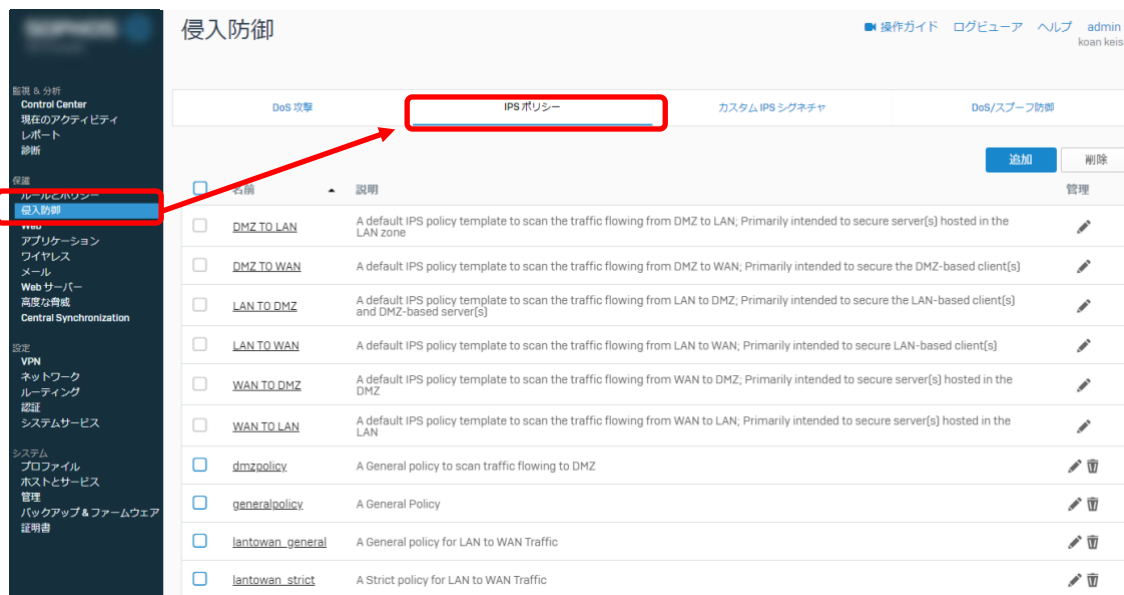 侵入防御
操作ガイド ログビューア ヘルプ admin
koan keis
監視 & 分析
Control Center
現在のアクティビティ
レポート
診断
保護
ルールとポリシー
侵入防御
Web
アプリケーション
ワイヤレス
メール
Web サーバー
高度な脅威
Central Synchronization
設定
VPN
ネットワーク
ルーティング
認証
システムサービス
システム
プロファイル
ホストとサービス
管理
バックアップ & ファームウェア
証明書
DoS 攻撃 IPS ポリシー カスタム IPS シグネチャ DoS/スプーフ防御
追加 削除
名前 説明 管理
DMZ TO LAN
A default IPS policy template to scan the traffic flowing from DMZ to LAN; Primarily intended to secure server(s) hosted in the
LAN zone
DMZ TO WAN
A default IPS policy template to scan the traffic flowing from DMZ to WAN; Primarily intended to secure the DMZ-based client(s)
LAN TO DMZ
A default IPS policy template to scan the traffic flowing from LAN to DMZ; Primarily intended to secure the LAN-based client(s)
and DMZ-based server(s)
LAN TO WAN
A default IPS policy template to scan the traffic flowing from LAN to WAN; Primarily intended to secure LAN-based client(s)
WAN TO DMZ
A default IPS policy template to scan the traffic flowing from WAN to DMZ; Primarily intended to secure server(s) hosted in the
DMZ
WAN TO LAN
A default IPS policy template to scan the traffic flowing from WAN to LAN; Primarily intended to secure server(s) hosted in the
LAN
dmzpolicy
A General policy to scan traffic flowing to DMZ
generalpolicy
A General Policy
lantowan_general
A General policy for LAN to WAN Traffic
lantowan_strict
A Strict policy for LAN to WAN Traffic